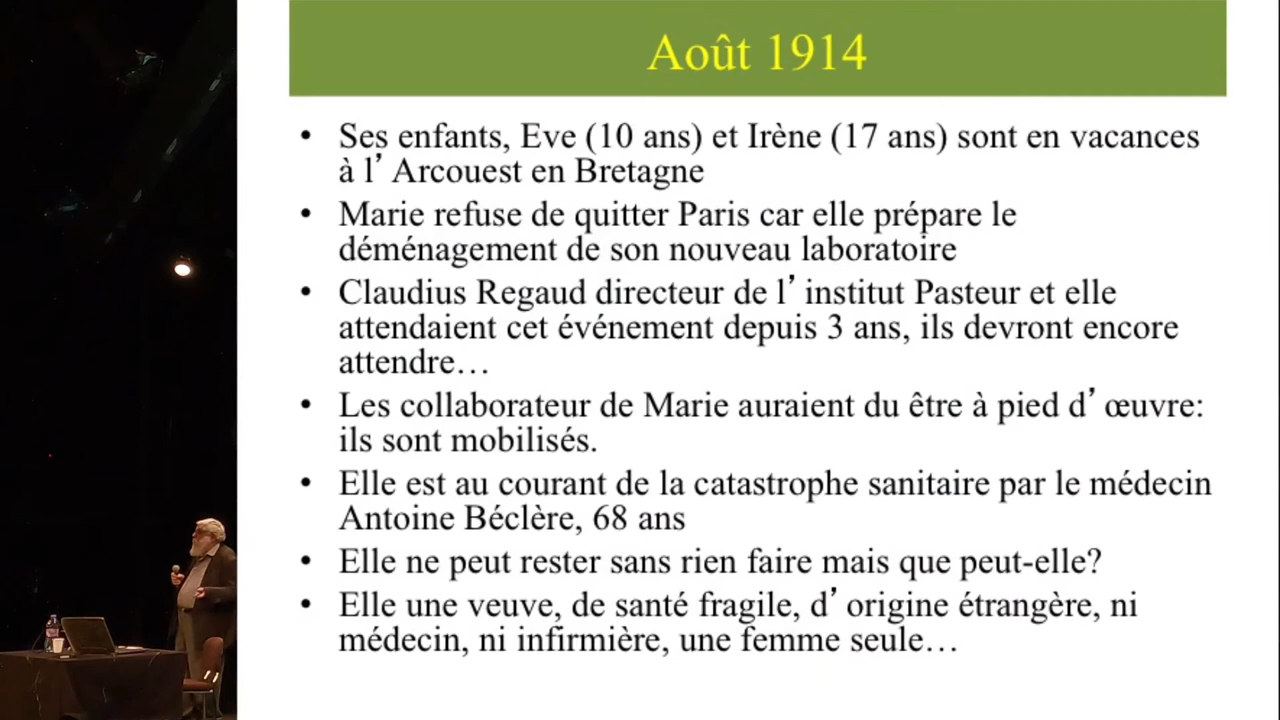 Août 1914
• Ses enfants, Eve (10 ans) et Irène (17 ans) sont en vacances
à l’ Arcouest en Bretagne
• Marie refuse de quitter Paris car elle prépare le
déménagement de son nouveau laboratoire
• Claudius Regaud directeur de l’ institut Pasteur et elle
attendaient cet événement depuis 3 ans, ils devront encore
attendre…
• Les collaborateur de Marie auraient du être à pied d’ œuvre:
ils sont mobilisés.
• Elle est au courant de la catastrophe sanitaire par le médecin
Antoine Béclère, 68 ans
• Elle ne peut rester sans rien faire mais que peut-elle?
• Elle une veuve, de santé fragile, d’ origine étrangère, ni
médecin, ni infirmière, une femme seule…